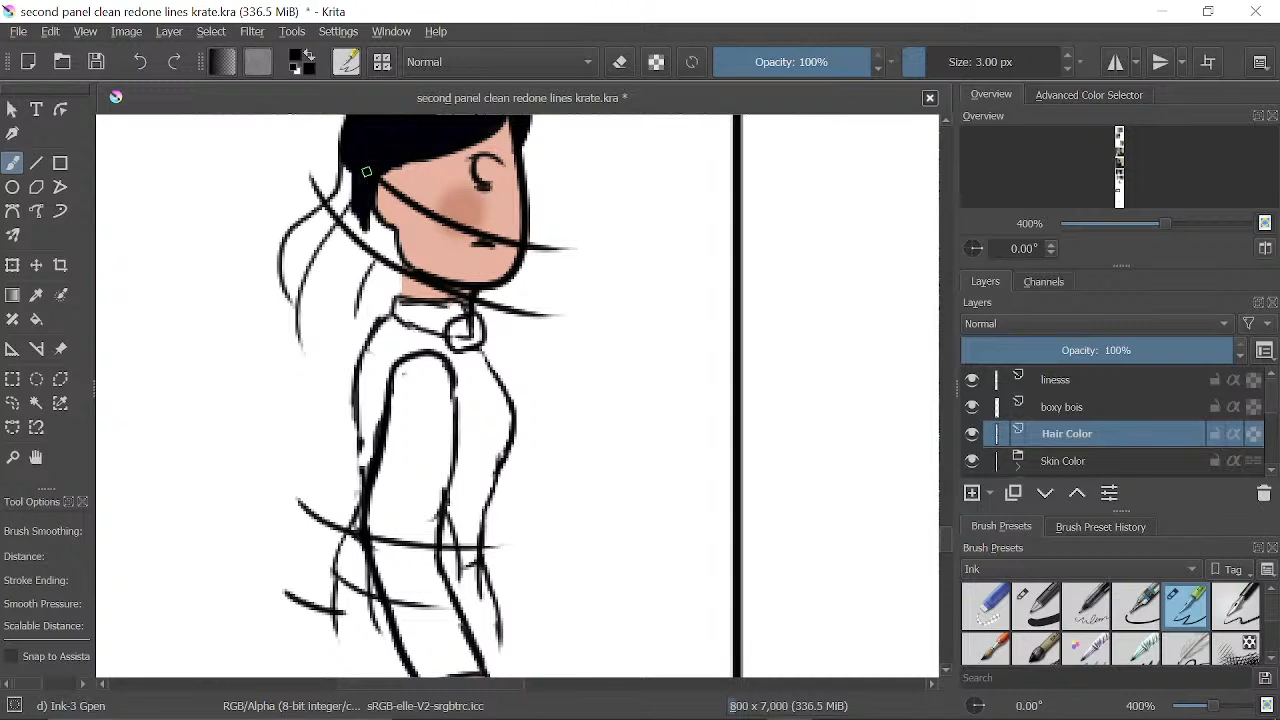 second panel clean redone lines krate.kra (336.5 MiB) * - Krita
File Edit View Image Layer Select Filter Tools Settings Window Help
Normal
Opacity: 100%
Size: 3.00 px
second panel clean redone lines krate.kra *
Overview Advanced Color Selector
Overview
400%
0.00°
Layers Channels
Layers
Normal
Opacity: 100%
linesss
boxy bois
Hair Color
Skin Color
Tool Options
Brush Smoothing:
Distance:
Stroke Ending:
Smooth Pressure:
Scalable Distance:
Snap to Assista
Brush Presets Brush Preset History
Brush Presets
Ink
Tag
Search
d) Ink-3 Gpen
RGB/Alpha (8-bit integer/c... sRGB-elle-V2-srgbtrc.icc
800 x 7,000 (336.5 MiB)
0.00°
400%